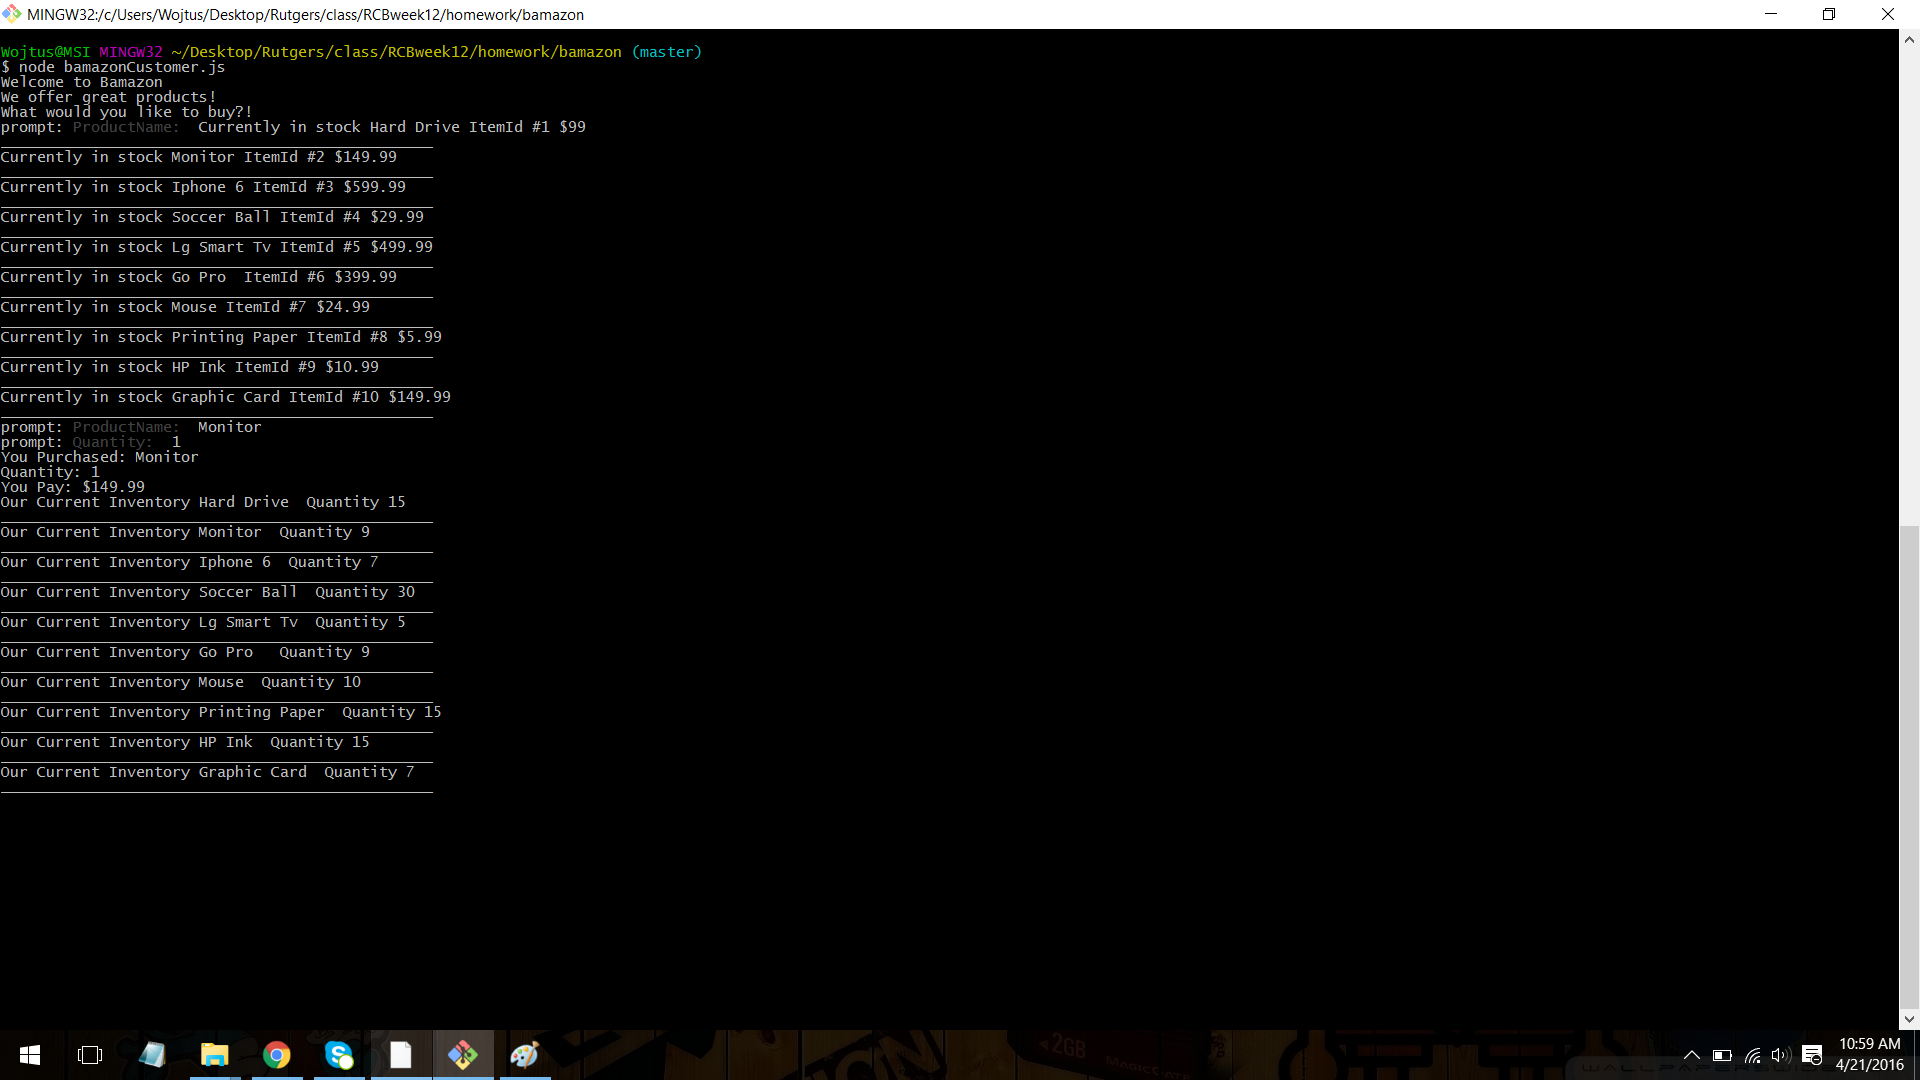 MINGW32:/c/Users/Wojtus/Desktop/Rutgers/class/RCBweek12/homework/bamazon
Wojtus@MSI MINGW32 ~/Desktop/Rutgers/class/RCBweek12/homework/bamazon (master)
$ node bamazonCustomer.js
Welcome to Bamazon
We offer great products!
What would you like to buy?!
prompt: ProductName:  Currently in stock Hard Drive ItemId #1 $99
Currently in stock Monitor ItemId #2 $149.99
Currently in stock Iphone 6 ItemId #3 $599.99
Currently in stock Soccer Ball ItemId #4 $29.99
Currently in stock Lg Smart Tv ItemId #5 $499.99
Currently in stock Go Pro  ItemId #6 $399.99
Currently in stock Mouse ItemId #7 $24.99
Currently in stock Printing Paper ItemId #8 $5.99
Currently in stock HP Ink ItemId #9 $10.99
Currently in stock Graphic Card ItemId #10 $149.99
prompt: ProductName:  Monitor
prompt: Quantity:  1
You Purchased: Monitor
Quantity: 1
You Pay: $149.99
Our Current Inventory Hard Drive  Quantity 15
Our Current Inventory Monitor  Quantity 9
Our Current Inventory Iphone 6  Quantity 7
Our Current Inventory Soccer Ball  Quantity 30
Our Current Inventory Lg Smart Tv  Quantity 5
Our Current Inventory Go Pro   Quantity 9
Our Current Inventory Mouse  Quantity 10
Our Current Inventory Printing Paper  Quantity 15
Our Current Inventory HP Ink  Quantity 15
Our Current Inventory Graphic Card  Quantity 7
2GB
10:59 AM
4/21/2016